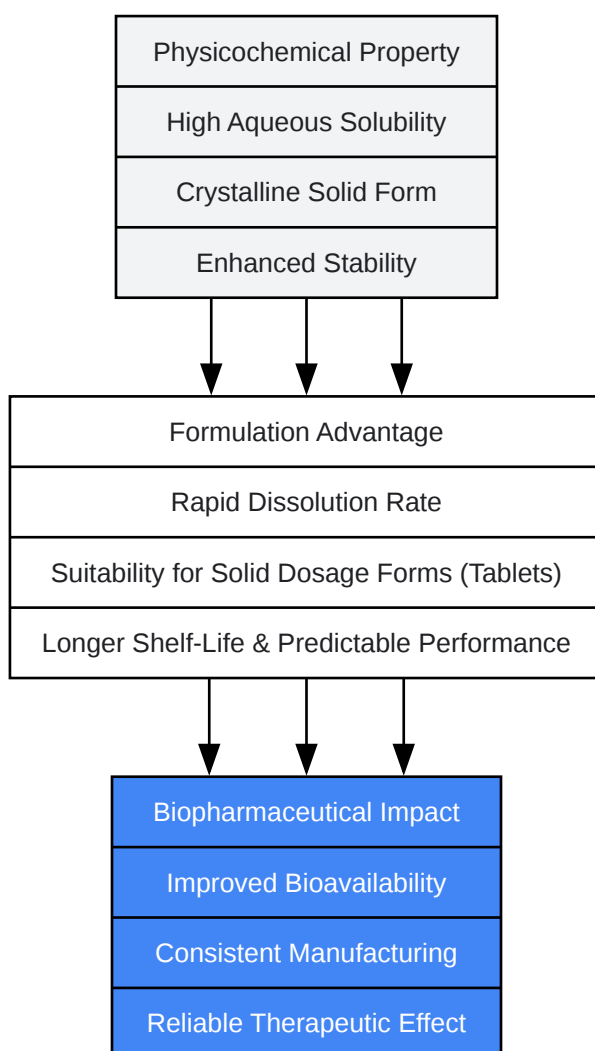 Physicochemical Property
High Aqueous Solubility
Crystalline Solid Form
Enhanced Stability
Formulation Advantage
Rapid Dissolution Rate
Suitability for Solid Dosage Forms (Tablets)
Longer Shelf-Life & Predictable Performance
Biopharmaceutical Impact
Improved Bioavailability
Consistent Manufacturing
Reliable Therapeutic Effect